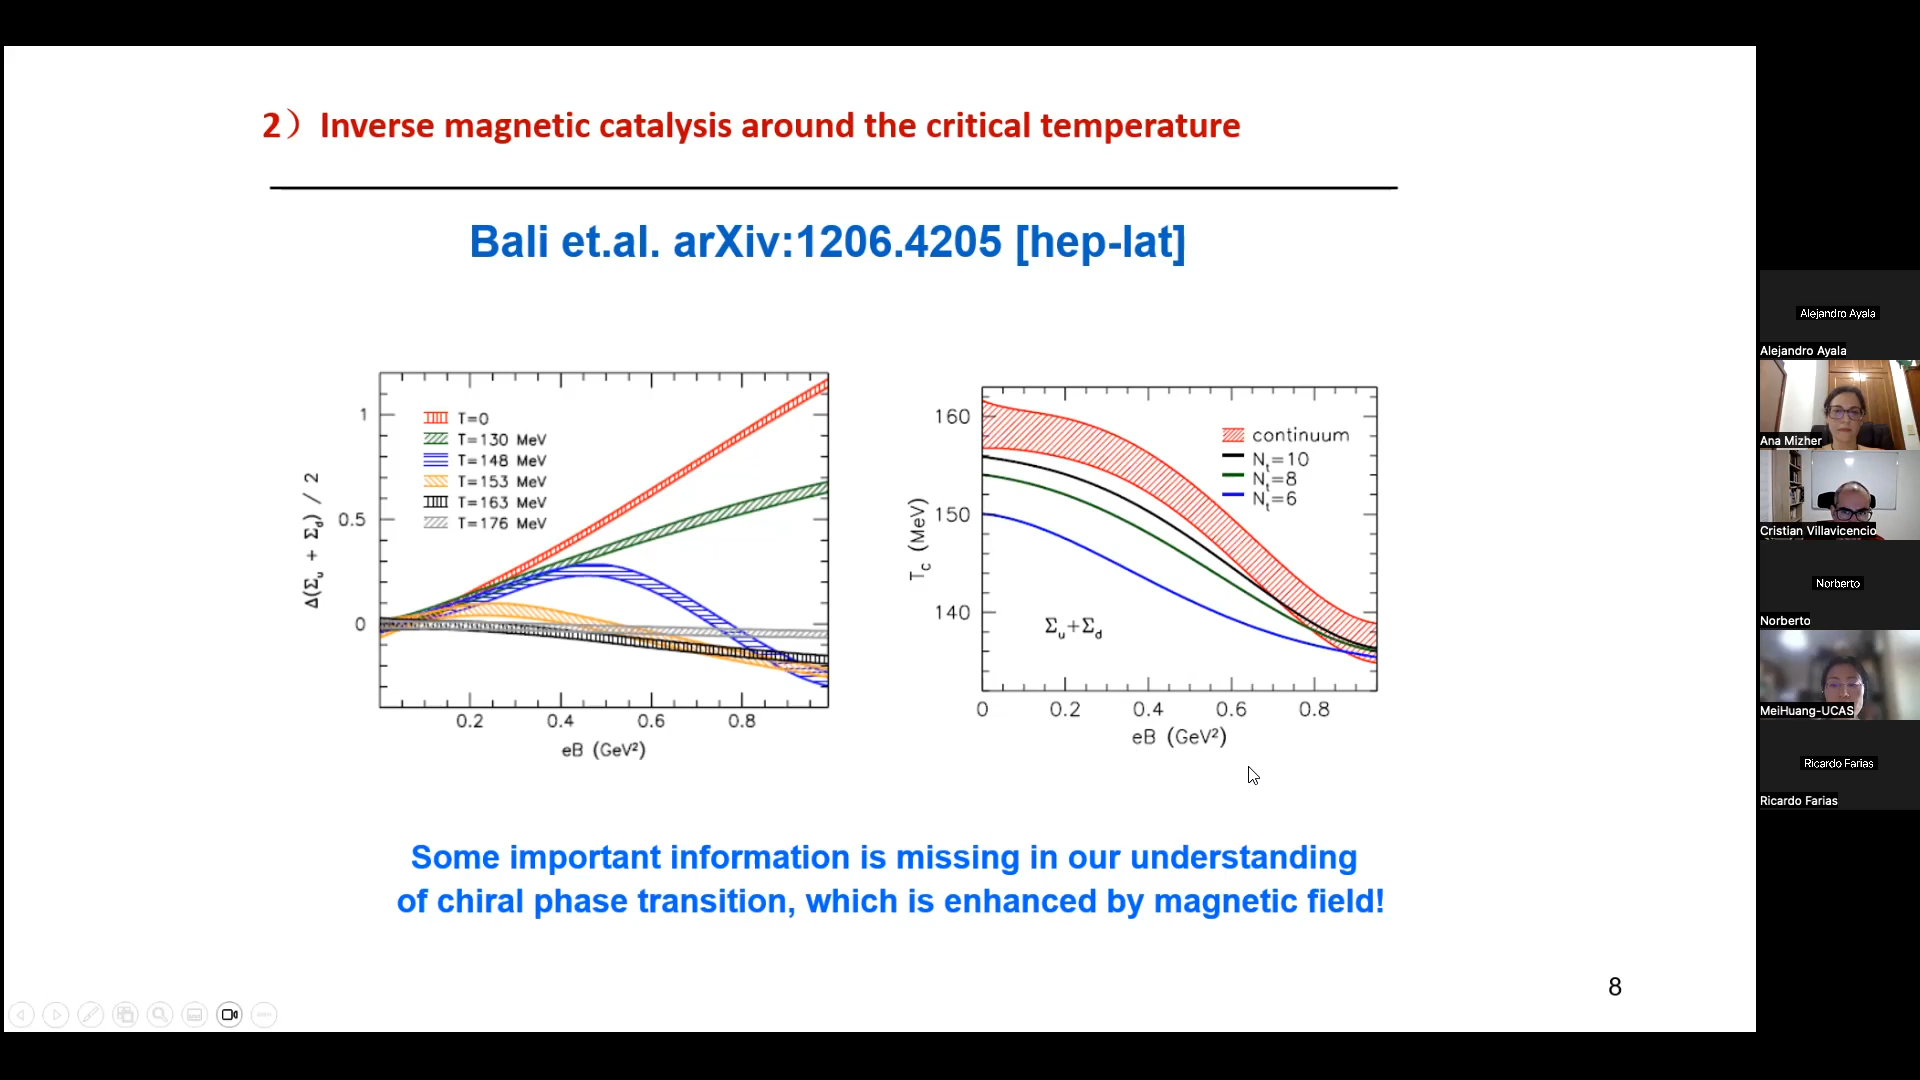 2）Inverse magnetic catalysis around the critical temperature
Bali et.al. arXiv:1206.4205 [hep-lat]
Δ(Σu + Σd) / 2
1
0.5
0
T=0
T=130 MeV
T=148 MeV
T=153 MeV
T=163 MeV
T=176 MeV
0.2 0.4 0.6 0.8
eB (GeV²)
Tc (MeV)
160
150
140
continuum
Nt=10
Nt=8
Nt=6
Σu+Σd
0 0.2 0.4 0.6 0.8
eB (GeV²)
Some important information is missing in our understanding
of chiral phase transition, which is enhanced by magnetic field!
8
Alejandro Ayala
Alejandro Ayala
Ana Mizher
Cristian Villavicencio
Norberto
Norberto
MeiHuang-UCAS
Ricardo Farias
Ricardo Farias